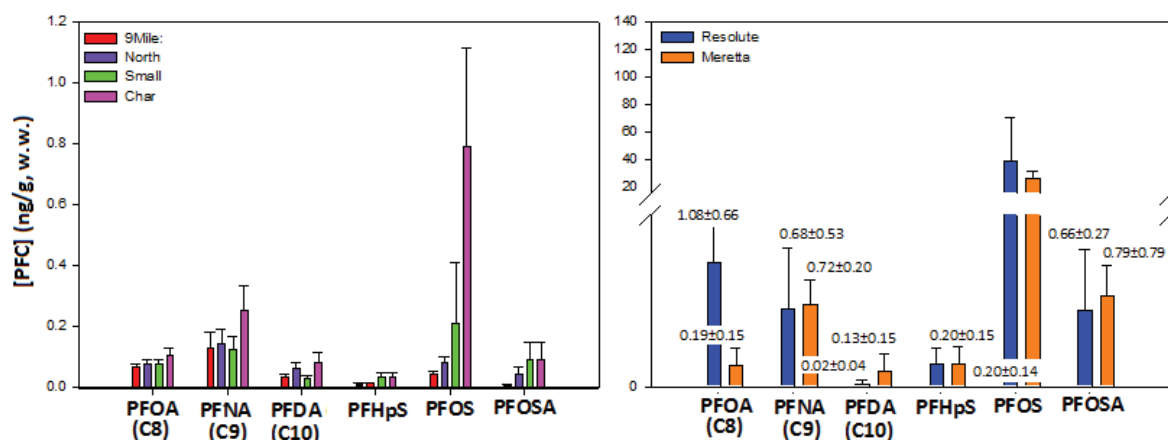 [PFC] (ng/g, w.w.)
1.2
1.0
0.8
0.6
0.4
0.2
0.0
9Mile:
North
Small
Char
PFOA
(C8)
PFNA
(C9)
PFDA
(C10)
PFHpS
PFOS
PFOSA
140
120
100
80
60
40
20
0
Resolute
Meretta
1.08±0.66
0.19±0.15
0.68±0.53
0.72±0.20
0.02±0.04
0.13±0.15
0.20±0.15
0.20±0.14
0.66±0.27
0.79±0.79
PFOA
(C8)
PFNA
(C9)
PFDA
(C10)
PFHpS
PFOS
PFOSA